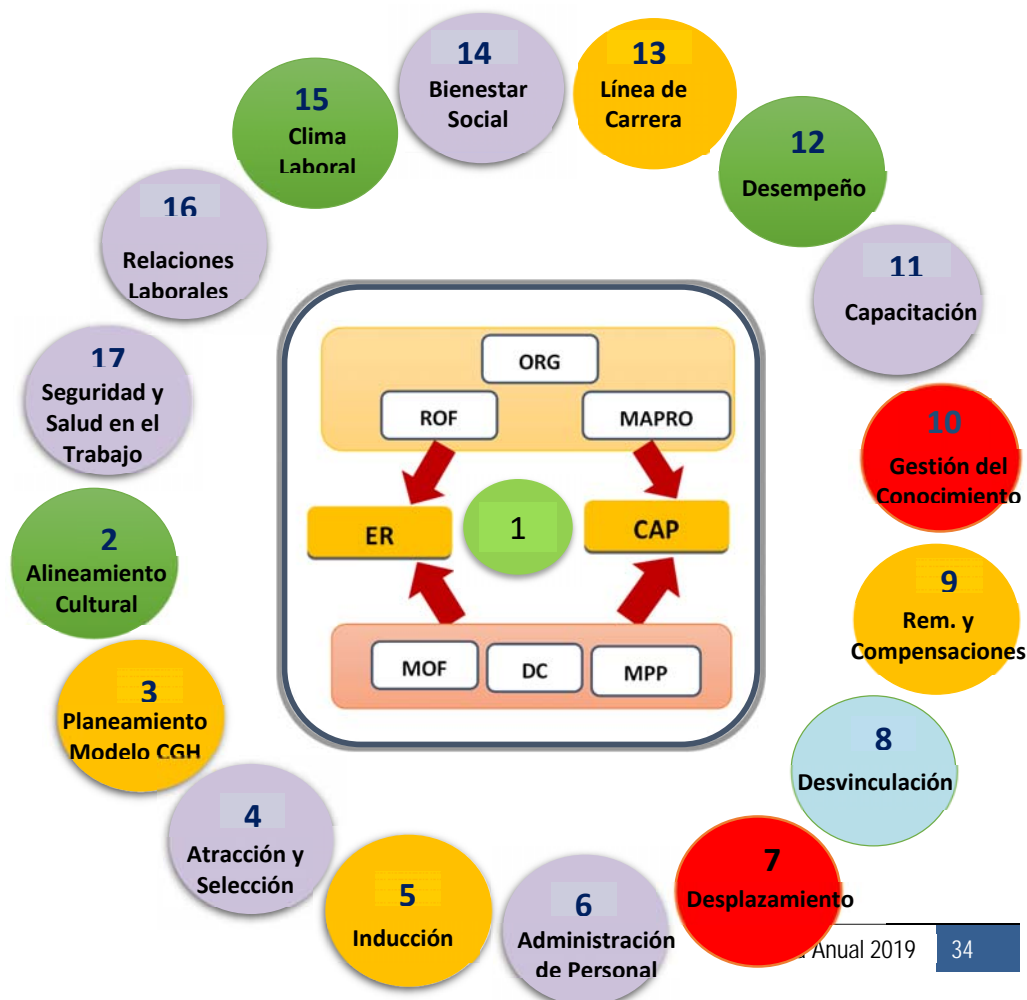 14
Bienestar
Social
13
Línea de
Carrera
15
Clima
Laboral
12
Desempeño
16
Relaciones
Laborales
11
Capacitación
17
Seguridad y
Salud en el
Trabajo
10
Gestión del
Conocimiento
ORG
ROF
MAPRO
ER
1
CAP
MOF
DC
MPP
2
Alineamiento
Cultural
9
Rem. y
Compensaciones
3
Planeamiento
Modelo CGH
8
Desvinculación
4
Atracción y
Selección
7
Desplazamiento
5
Inducción
6
Administración
de Personal
Anual 2019
34